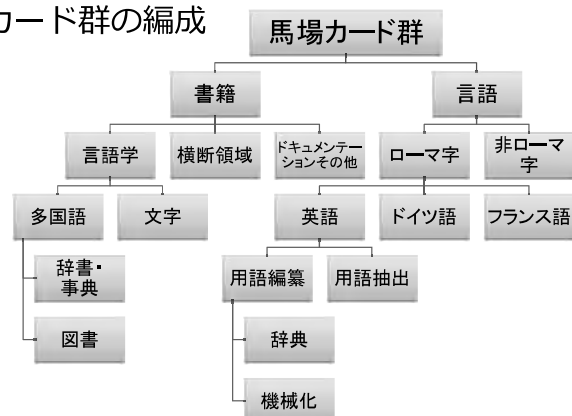 カード群の編成
馬場カード群
書籍
言語
言語学
横断領域
ドキュメンテー
ションその他
ローマ字
非ローマ
字
多国語
文字
英語
ドイツ語
フランス語
辞書・
事典
用語編纂
用語抽出
図書
辞典
機械化